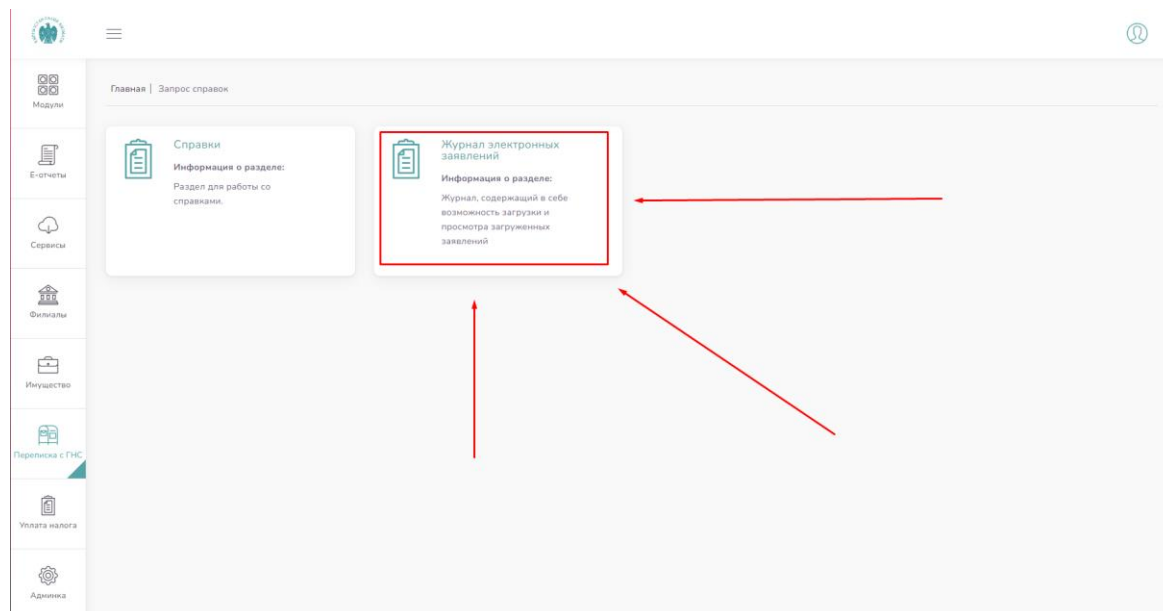 Главная | Запрос справок
Модули
Е-отчеты
Сервисы
Филиалы
Имущество
Переписка с ГНС
Уплата налога
Админка
Справки
Информация о разделе:
Раздел для работы со
справками.
Журнал электронных
заявлений
Информация о разделе:
Журнал, содержащий в себе
возможность загрузки и
просмотра загруженных
заявлений